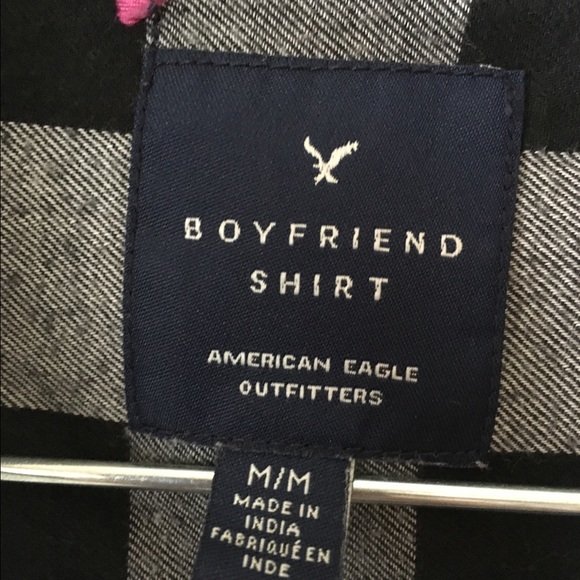 BOYFRIEND
SHIRT
AMERICAN EAGLE
OUTFITTERS
M/M
MADE IN
INDIA
FABRIQUÉ EN
INDE